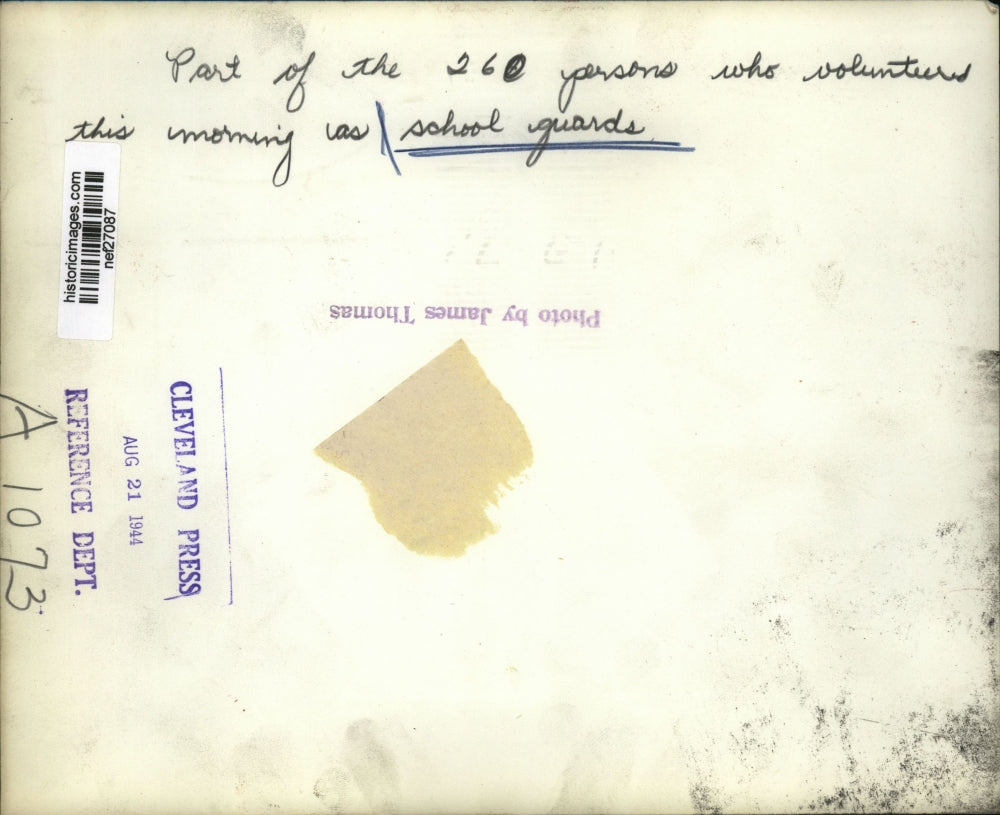 Part of the 260 persons who volunteered
this morning as school guards
historicimages.com
nef27087
Photo by James Thomas
CLEVELAND PRESS
AUG 21 1944
REFERENCE DEPT.
A 1073